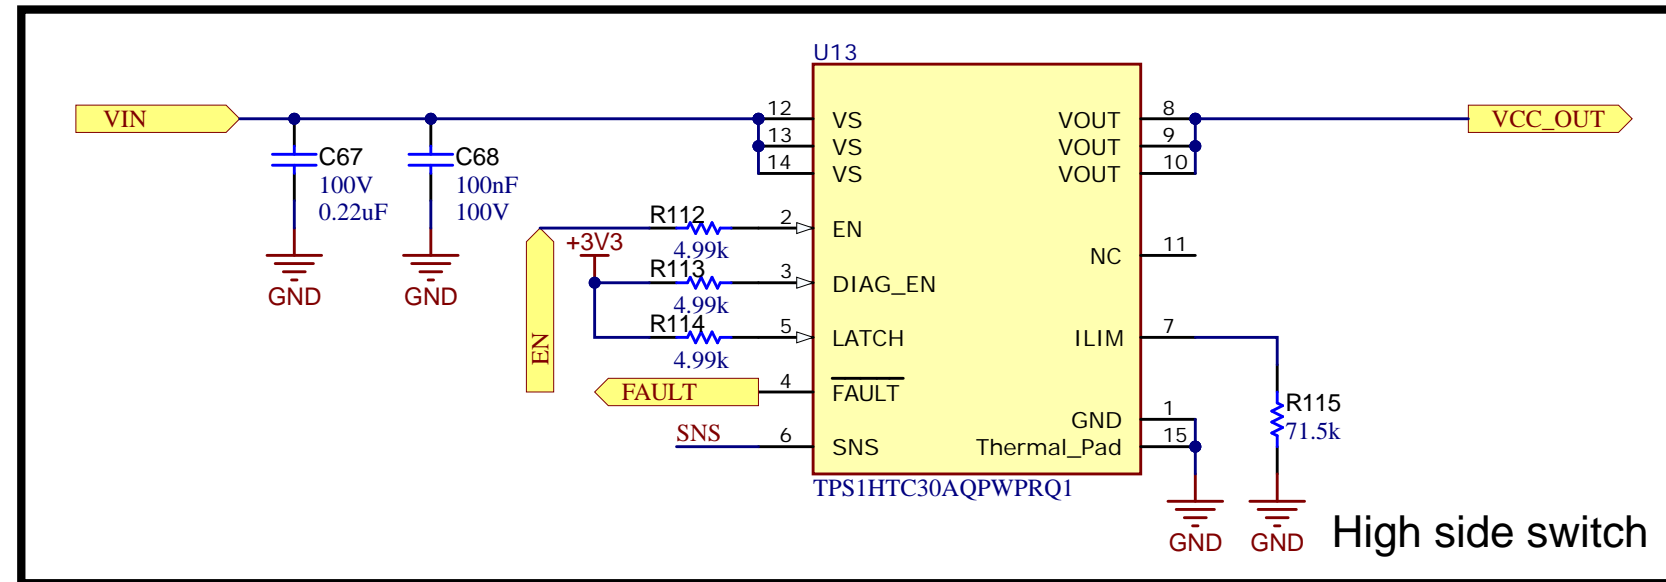 U13
VIN
12
VS
VOUT
8
VCC_OUT
13
VS
VOUT
9
14
VS
VOUT
10
C67
100V
0.22uF
C68
100nF
100V
GND
GND
R112
4.99k
2
EN
+3V3
R113
4.99k
3
DIAG_EN
NC
11
R114
4.99k
5
LATCH
ILIM
7
EN
FAULT
4
FAULT
R115
71.5k
GND
1
SNS
6
SNS
Thermal_Pad
15
TPS1HTC30AQPWPRQ1
GND
GND
High side switch